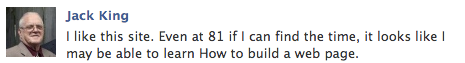 Jack King
I like this site. Even at 81 if I can find the time, it looks like I
may be able to learn How to build a web page.